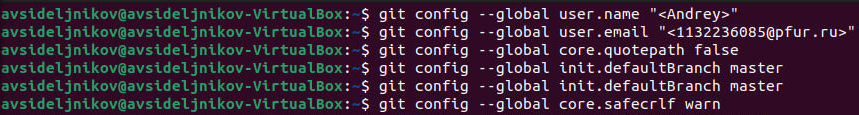 avsideljnikov@avsideljnikov-VirtualBox:~$ git config --global user.name "<Andrey>"
avsideljnikov@avsideljnikov-VirtualBox:~$ git config --global user.email "<1132236085@pfur.ru>"
avsideljnikov@avsideljnikov-VirtualBox:~$ git config --global core.quotepath false
avsideljnikov@avsideljnikov-VirtualBox:~$ git config --global init.defaultBranch master
avsideljnikov@avsideljnikov-VirtualBox:~$ git config --global init.defaultBranch master
avsideljnikov@avsideljnikov-VirtualBox:~$ git config --global core.safecrlf warn